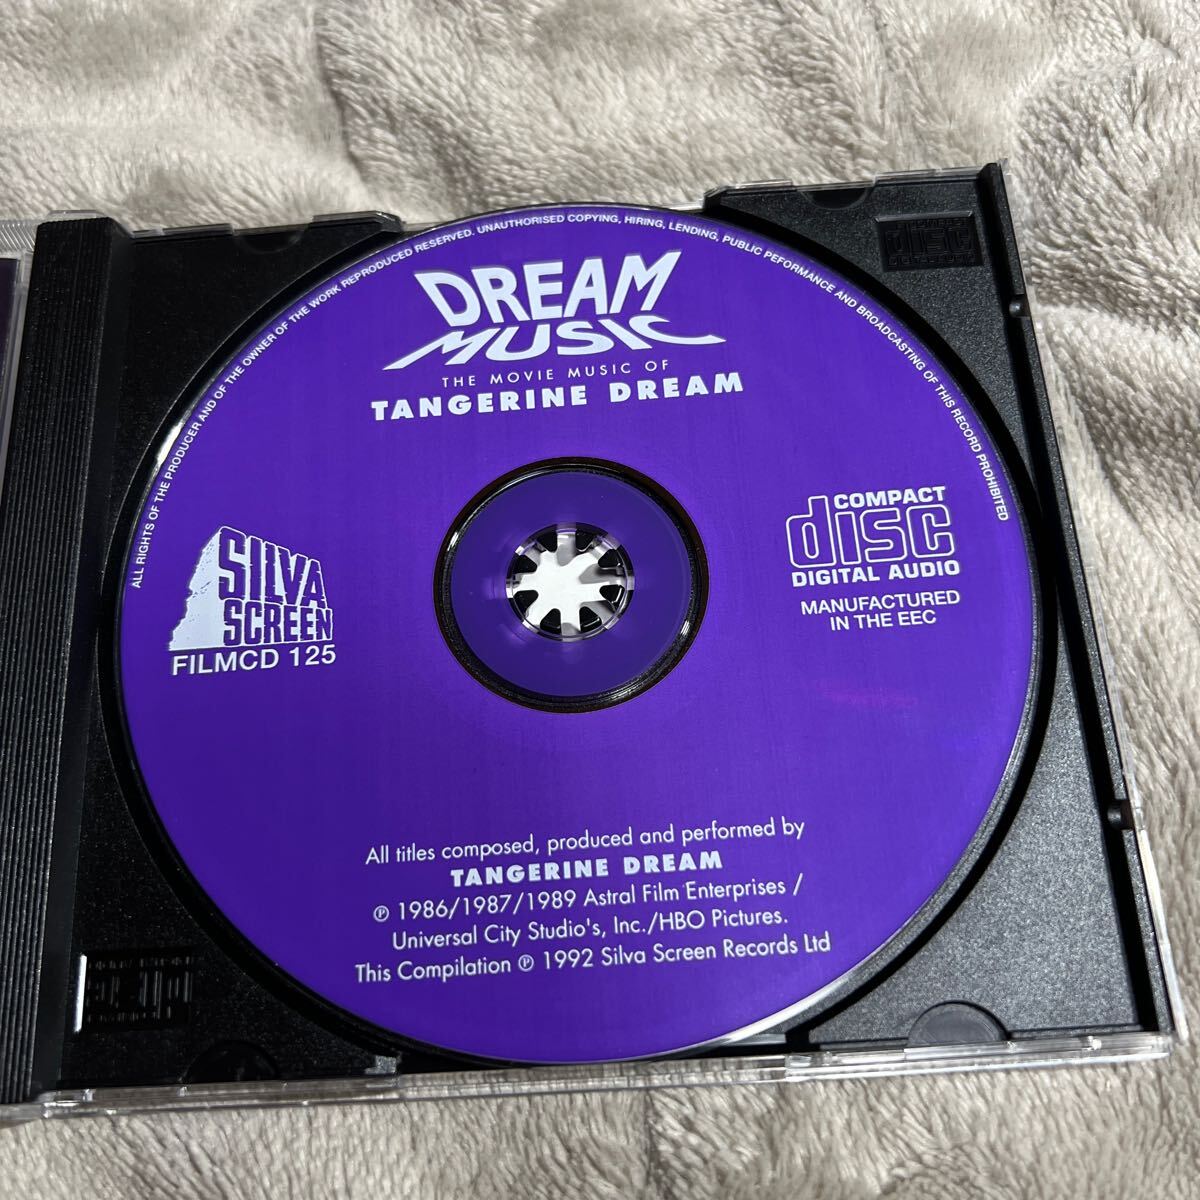 ALL RIGHTS OF THE PRODUCER AND OF THE OWNER OF THE WORK REPRODUCED RESERVED. UNAUTHORISED COPYING, HIRING, LENDING, PUBLIC PEFORMANCE AND BROADCASTING OF THIS RECORD PROHIBITED
DREAM
MUSIC
THE MOVIE MUSIC OF
TANGERINE DREAM
SILVA
SCREEN
FILMCD 125
COMPACT
disc
DIGITAL AUDIO
MANUFACTURED
IN THE EEC
All titles composed, produced and performed by
TANGERINE DREAM
℗ 1986/1987/1989 Astral Film Enterprises /
Universal City Studio's, Inc./HBO Pictures.
This Compilation ℗ 1992 Silva Screen Records Ltd
disc